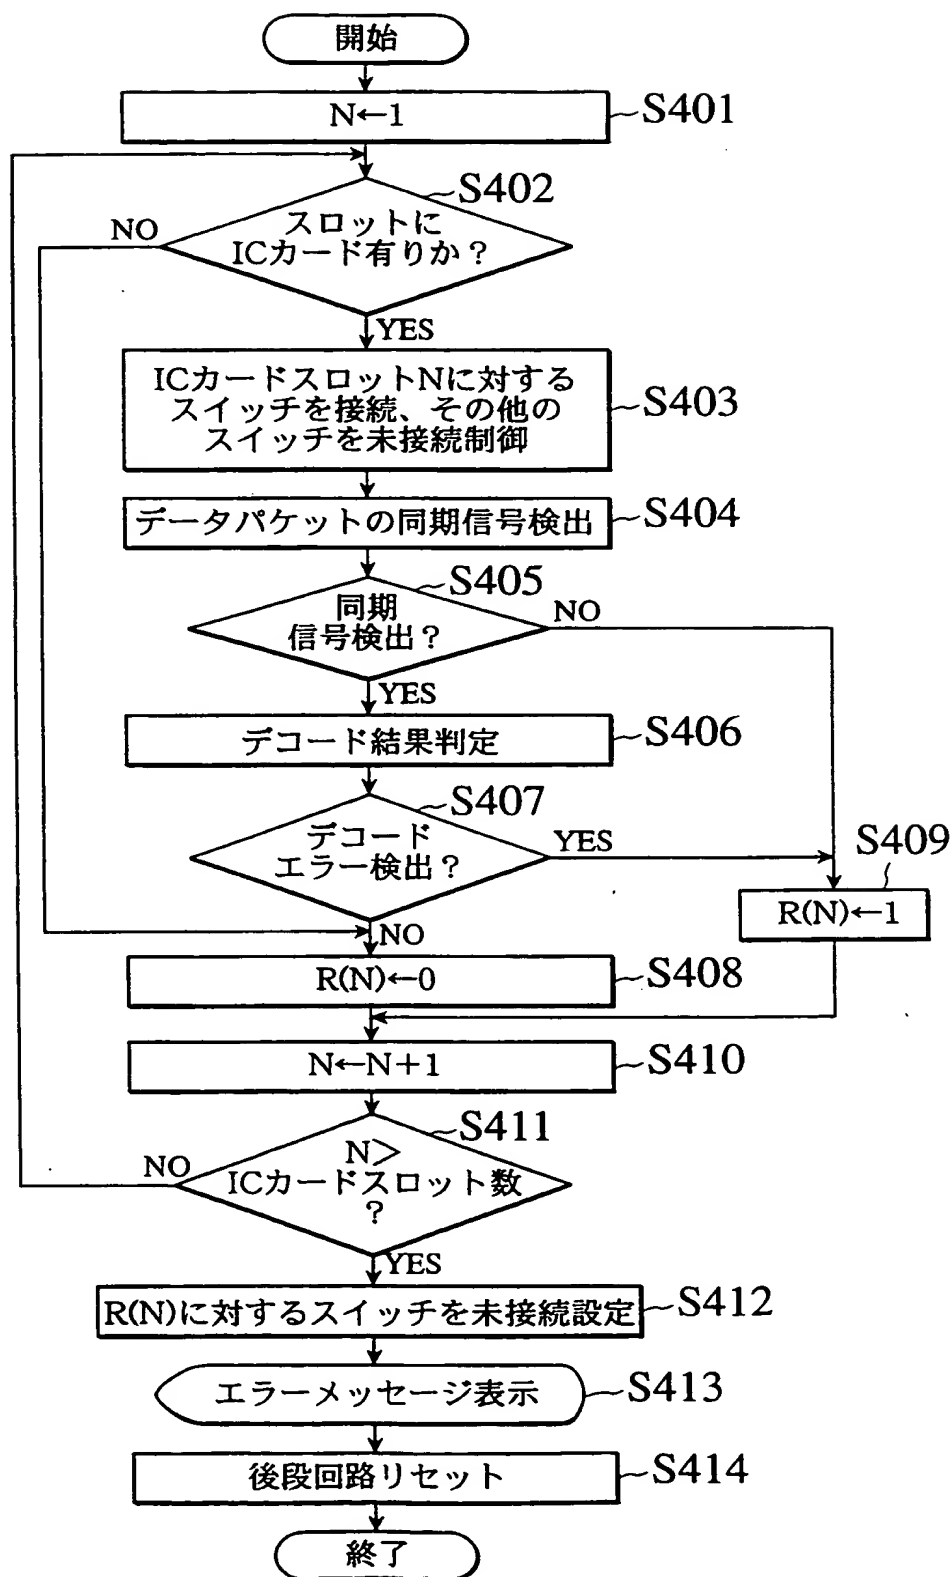 開始
N←1
S401
S402
スロットに
ICカード有りか？
NO
YES
ICカードスロットNに対する
スイッチを接続、その他の
スイッチを未接続制御
S403
データパケットの同期信号検出
S404
S405
同期
信号検出？
NO
YES
デコード結果判定
S406
S407
デコード
エラー検出？
YES
S409
R(N)←1
NO
R(N)←0
S408
N←N+1
S410
S411
N＞
ICカードスロット数
？
NO
YES
R(N)に対するスイッチを未接続設定
S412
エラーメッセージ表示
S413
後段回路リセット
S414
終了